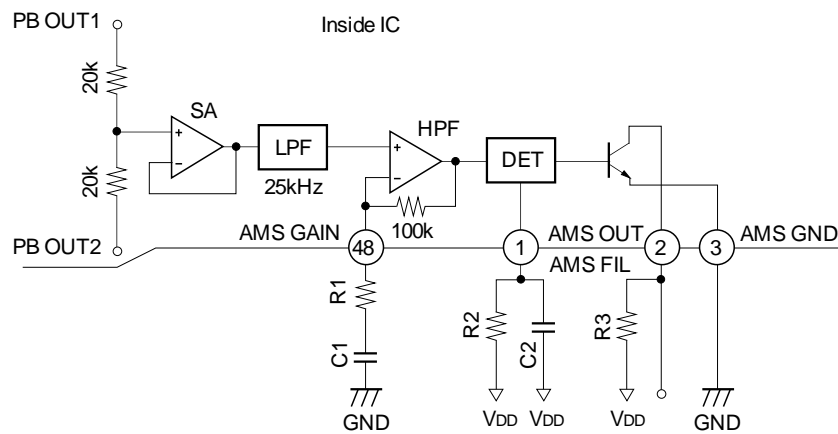 PB OUT1
Inside IC
20k
SA
HPF
+
−
LPF
+
−
DET
20k
25kHz
100k
PB OUT2
AMS GAIN
48
1
AMS OUT
2
3
AMS GND
AMS FIL
R1
R2
C2
R3
C1
GND
VDD
VDD
VDD
GND